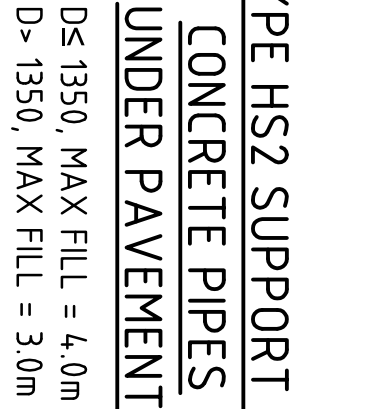 YPE HS2 SUPPORT
CONCRETE PIPES
UNDER PAVEMENT
D≤ 1350, MAX FILL = 4.0m
D> 1350, MAX FILL = 3.0m